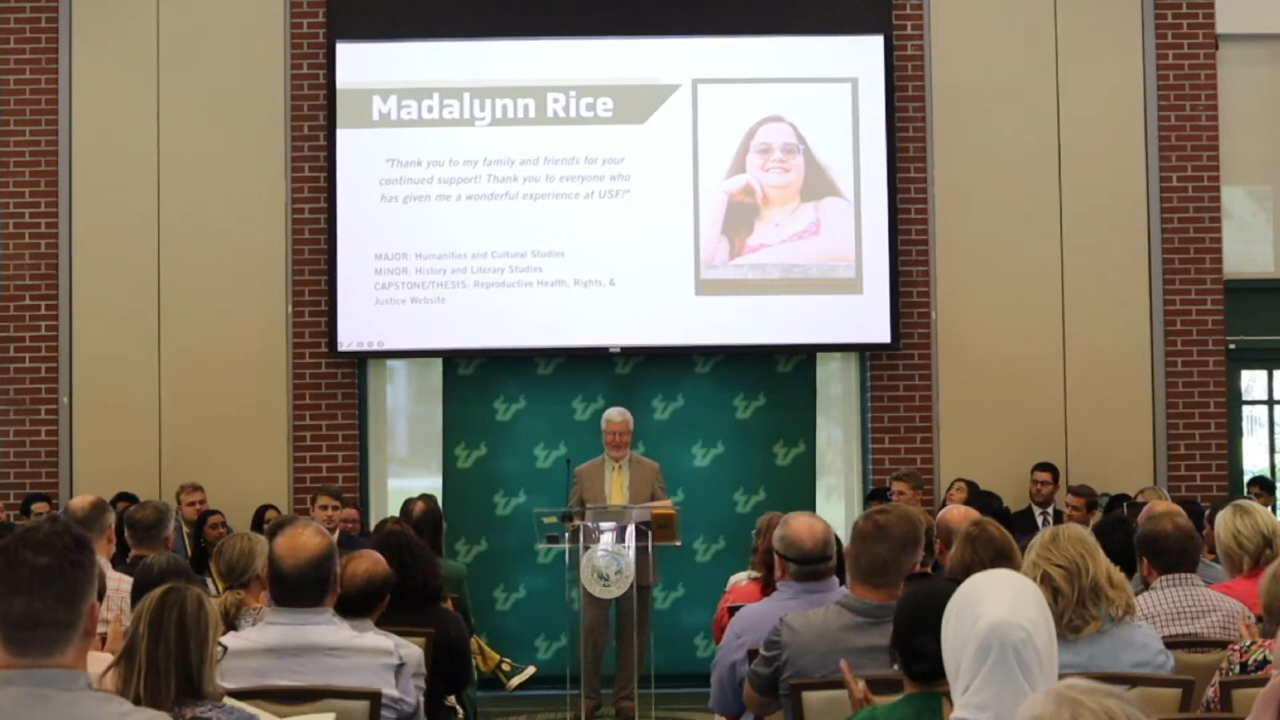 Madalynn Rice
"Thank you to my family and friends for your
continued support! Thank you to everyone who
has given me a wonderful experience at USF!"
MAJOR: Humanities and Cultural Studies
MINOR: History and Literary Studies
CAPSTONE/THESIS: Reproductive Health, Rights, &
Justice Website